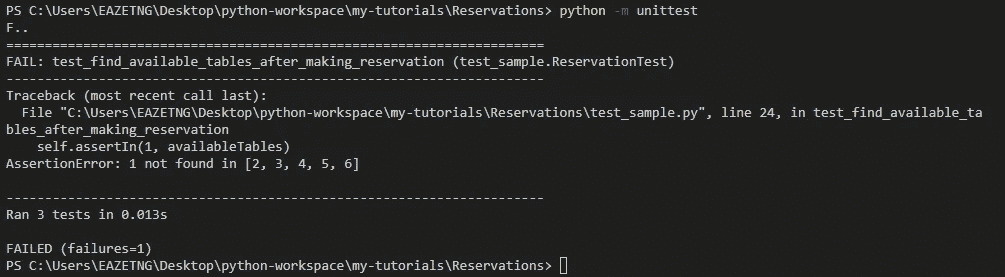 PS C:\Users\EAZETNG\Desktop\python-workspace\my-tutorials\Reservations> python -m unittest
F..
======================================================================
FAIL: test_find_available_tables_after_making_reservation (test_sample.ReservationTest)
----------------------------------------------------------------------
Traceback (most recent call last):
  File "C:\Users\EAZETNG\Desktop\python-workspace\my-tutorials\Reservations\test_sample.py", line 24, in test_find_available_ta
bles_after_making_reservation
    self.assertIn(1, availableTables)
AssertionError: 1 not found in [2, 3, 4, 5, 6]

----------------------------------------------------------------------
Ran 3 tests in 0.013s

FAILED (failures=1)
PS C:\Users\EAZETNG\Desktop\python-workspace\my-tutorials\Reservations>